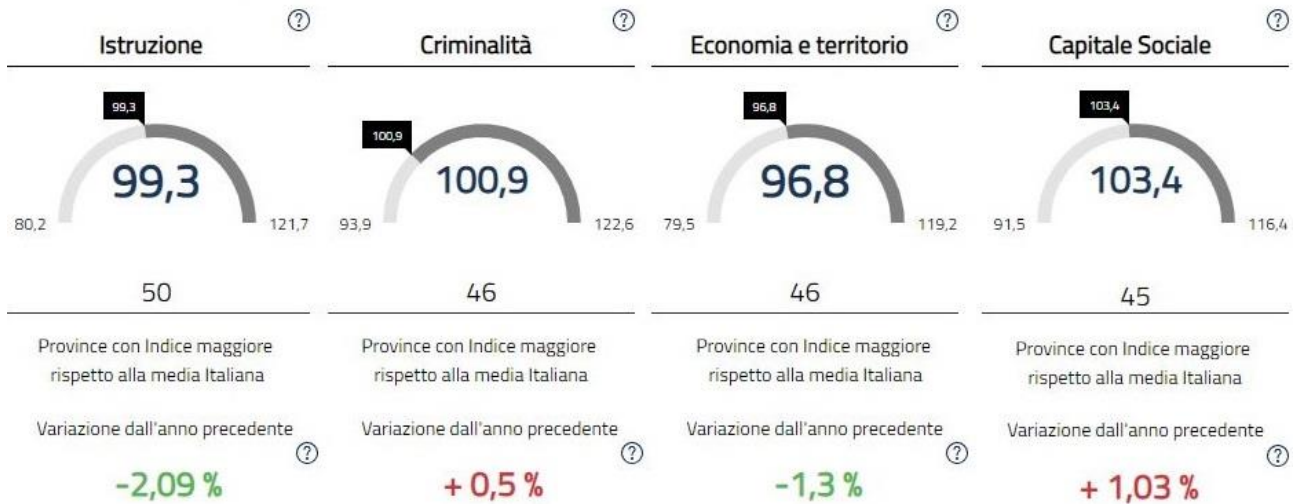 Istruzione
?
99,3
99,3
80,2
121,7
50
Province con Indice maggiore
rispetto alla media Italiana
Variazione dall'anno precedente
?
-2,09 %
Criminalità
?
100,9
100,9
93,9
122,6
46
Province con Indice maggiore
rispetto alla media Italiana
Variazione dall'anno precedente
?
+ 0,5 %
Economia e territorio
?
96,8
96,8
79,5
119,2
46
Province con Indice maggiore
rispetto alla media Italiana
Variazione dall'anno precedente
?
-1,3 %
Capitale Sociale
?
103,4
103,4
91,5
116,4
45
Province con Indice maggiore
rispetto alla media Italiana
Variazione dall'anno precedente
?
+ 1,03 %